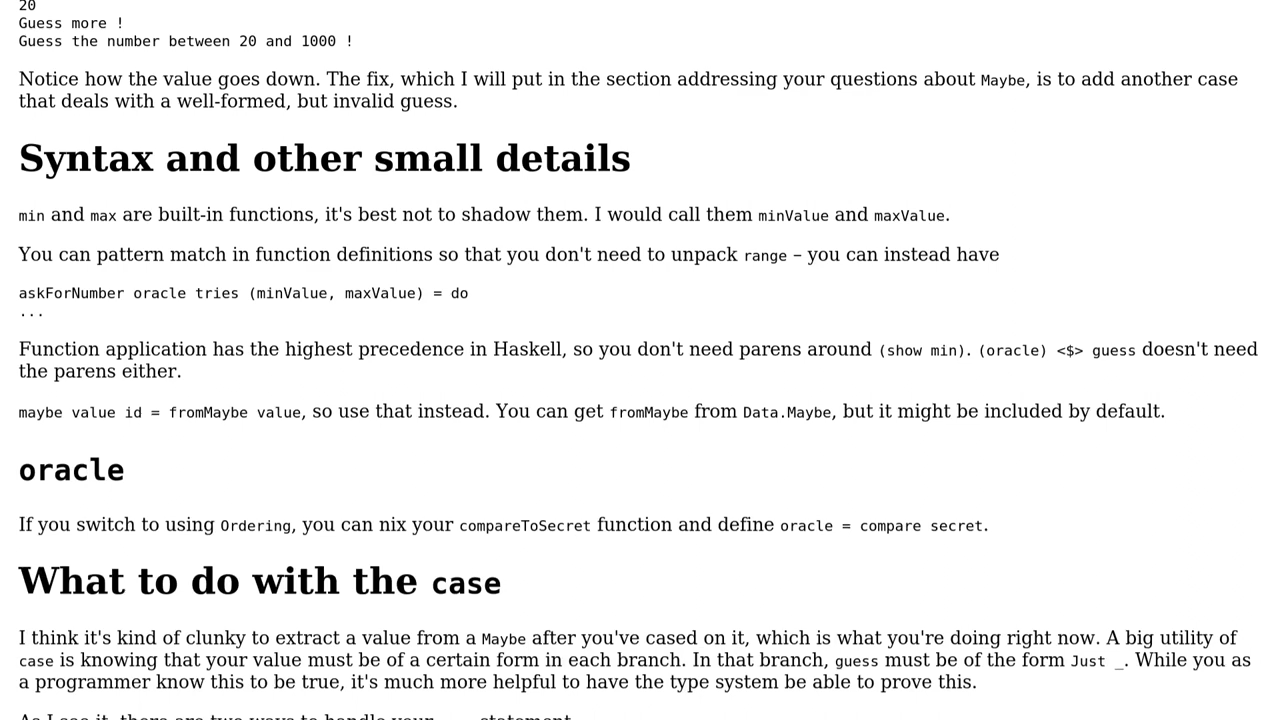 20
Guess more !
Guess the number between 20 and 1000 !
Notice how the value goes down. The fix, which I will put in the section addressing your questions about Maybe, is to add another case
that deals with a well-formed, but invalid guess.
Syntax and other small details
min and max are built-in functions, it's best not to shadow them. I would call them minValue and maxValue.
You can pattern match in function definitions so that you don't need to unpack range – you can instead have
askForNumber oracle tries (minValue, maxValue) = do
...
Function application has the highest precedence in Haskell, so you don't need parens around (show min). (oracle) <$> guess doesn't need
the parens either.
maybe value id = fromMaybe value, so use that instead. You can get fromMaybe from Data.Maybe, but it might be included by default.
oracle
If you switch to using Ordering, you can nix your compareToSecret function and define oracle = compare secret.
What to do with the case
I think it's kind of clunky to extract a value from a Maybe after you've cased on it, which is what you're doing right now. A big utility of
case is knowing that your value must be of a certain form in each branch. In that branch, guess must be of the form Just _. While you as
a programmer know this to be true, it's much more helpful to have the type system be able to prove this.
As I see it, there are two ways to handle your statement